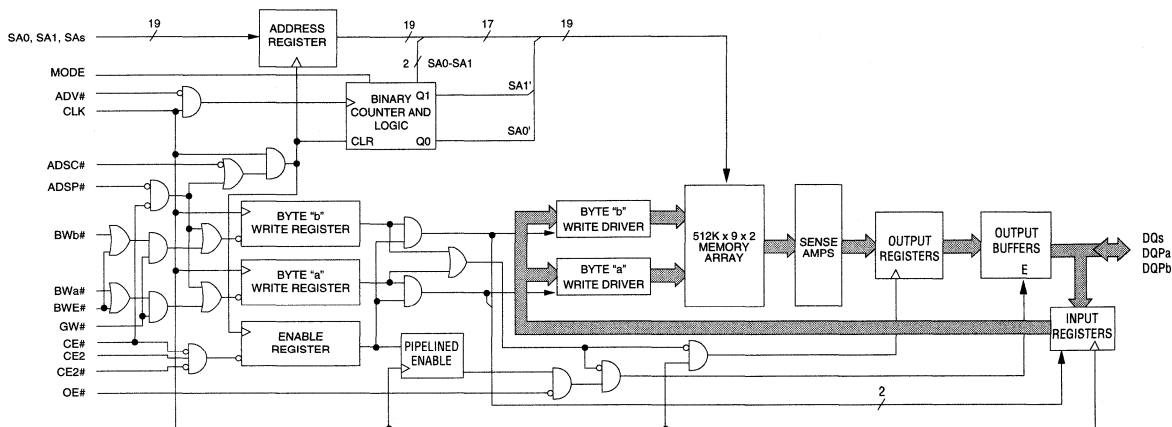 19
SA0, SA1, SAs
ADDRESS
REGISTER
19
17
19
2
SA0-SA1
MODE
ADV#
CLK
BINARY Q1
COUNTER AND
LOGIC
CLR Q0
SA1'
SA0'
ADSC#
ADSP#
BWb#
BYTE "b"
WRITE REGISTER
BYTE "b"
WRITE DRIVER
512K x 9 x 2
MEMORY
ARRAY
SENSE
AMPS
OUTPUT
REGISTERS
OUTPUT
BUFFERS
E
DQs
DQPa
DQPb
BWa#
BWE#
BYTE "a"
WRITE REGISTER
BYTE "a"
WRITE DRIVER
GW#
CE#
CE2
CE2#
ENABLE
REGISTER
PIPELINED
ENABLE
INPUT
REGISTERS
OE#
2